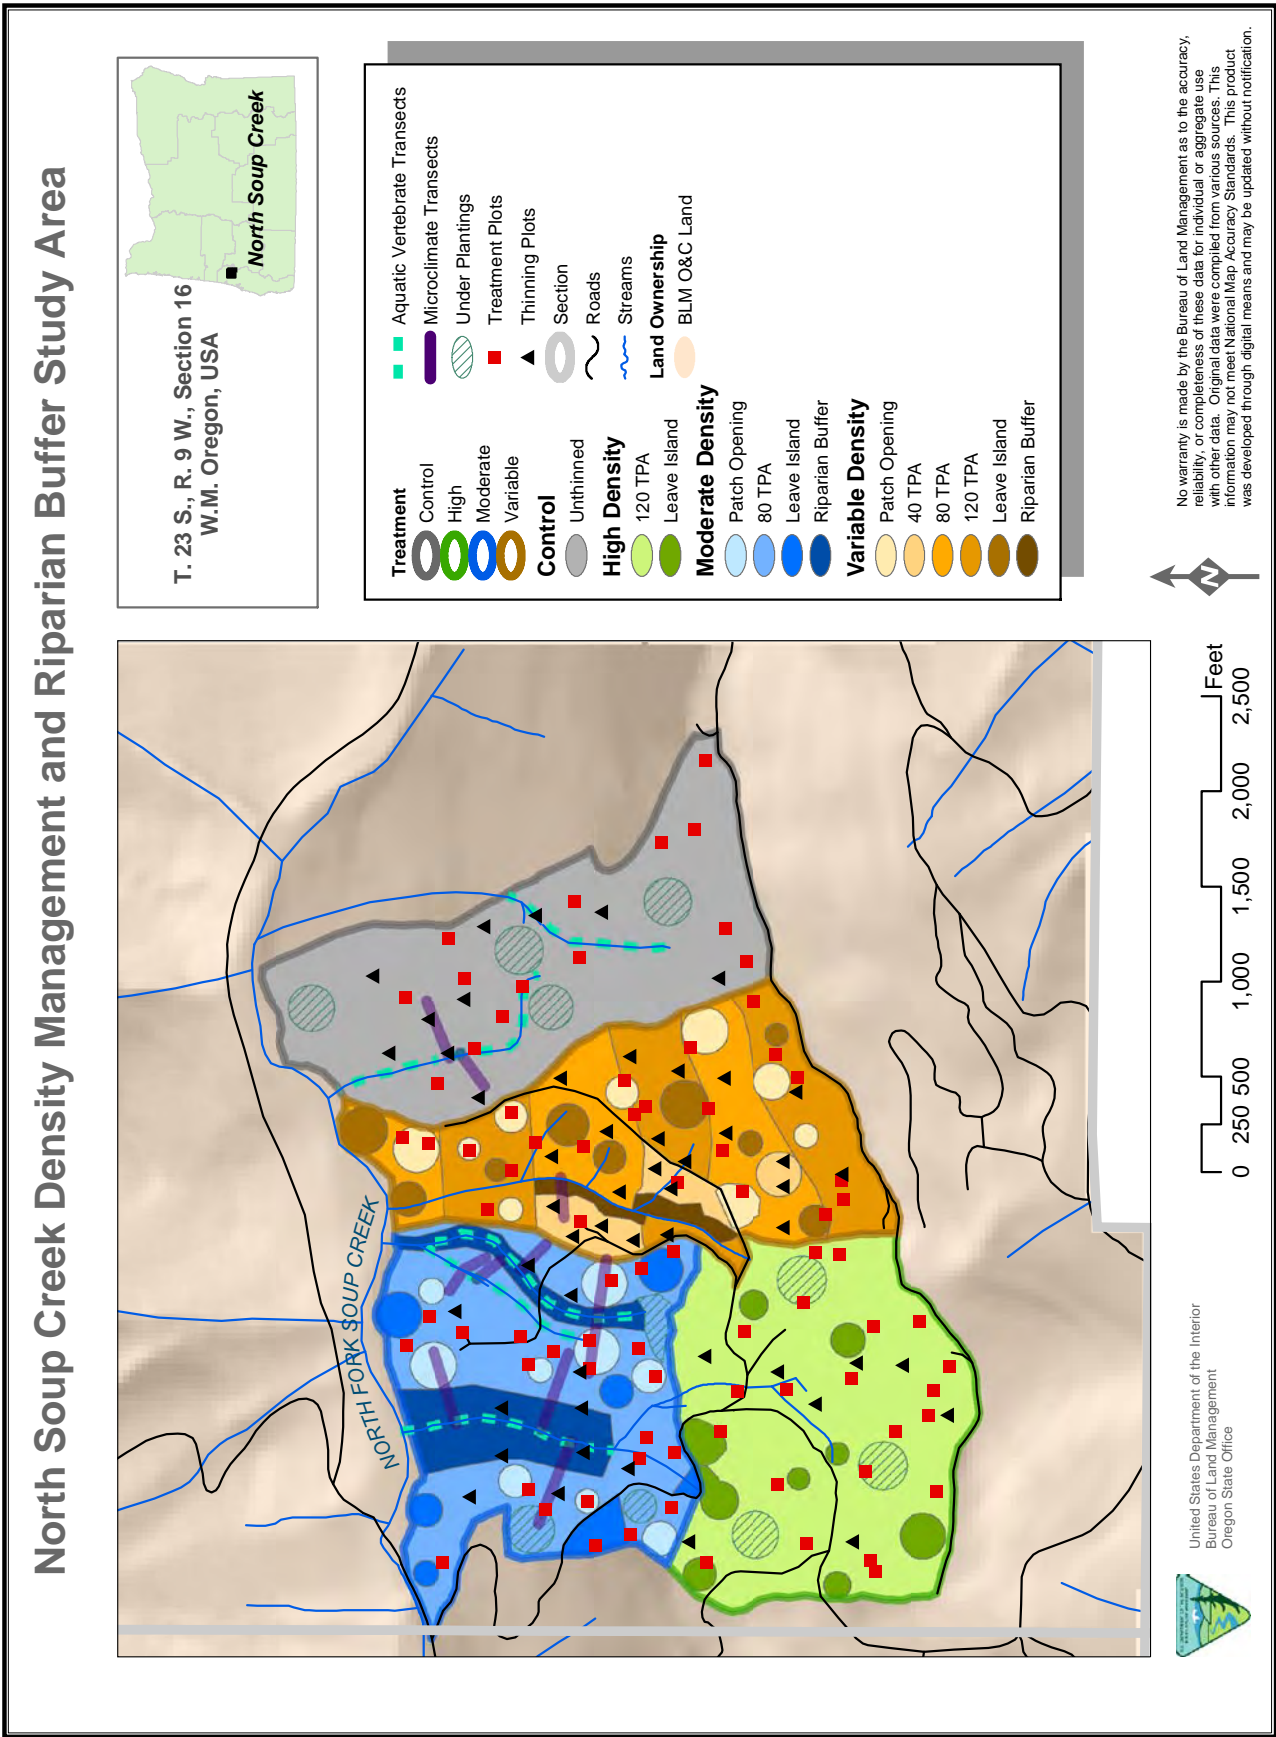 North Soup Creek Density Management and Riparian Buffer Study Area
T. 23 S., R. 9 W., Section 16
W.M. Oregon, USA
North Soup Creek
Treatment
Control
High
Moderate
Variable
Control
Unthinned
High Density
120 TPA
Leave Island
Moderate Density
Patch Opening
80 TPA
Leave Island
Riparian Buffer
Variable Density
Patch Opening
40 TPA
80 TPA
120 TPA
Leave Island
Riparian Buffer
Aquatic Vertebrate Transects
Microclimate Transects
Under Plantings
Treatment Plots
Thinning Plots
Section
Roads
Streams
Land Ownership
BLM O&C Land
NORTH FORK SOUP CREEK
N
No warranty is made by the Bureau of Land Management as to the accuracy,
reliability, or completeness of these data for individual or aggregate use
with other data. Original data were compiled from various sources. This
information may not meet National Map Accuracy Standards. This product
was developed through digital means and may be updated without notification.
United States Department of the Interior
Bureau of Land Management
Oregon State Office
0 250 500 1,000 1,500 2,000 2,500
Feet